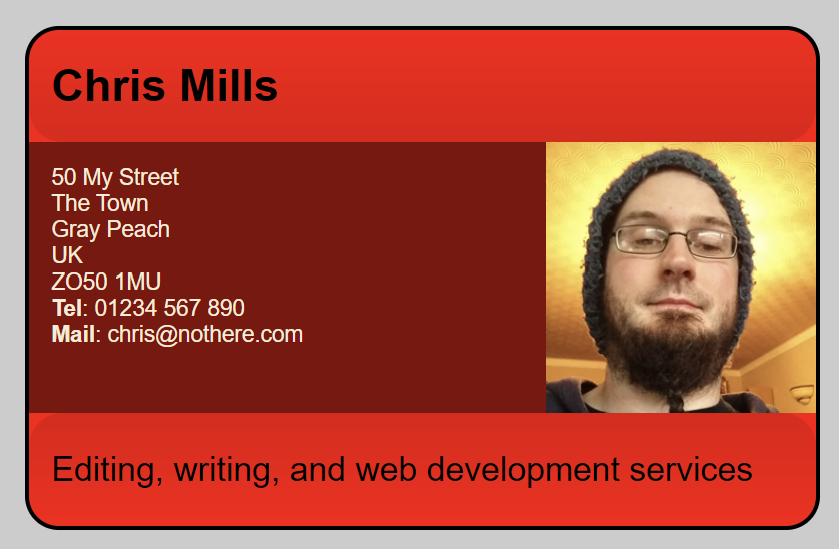 Chris Mills
50 My Street
The Town
Gray Peach
UK
ZO50 1MU
Tel: 01234 567 890
Mail: chris@nothere.com
Editing, writing, and web development services